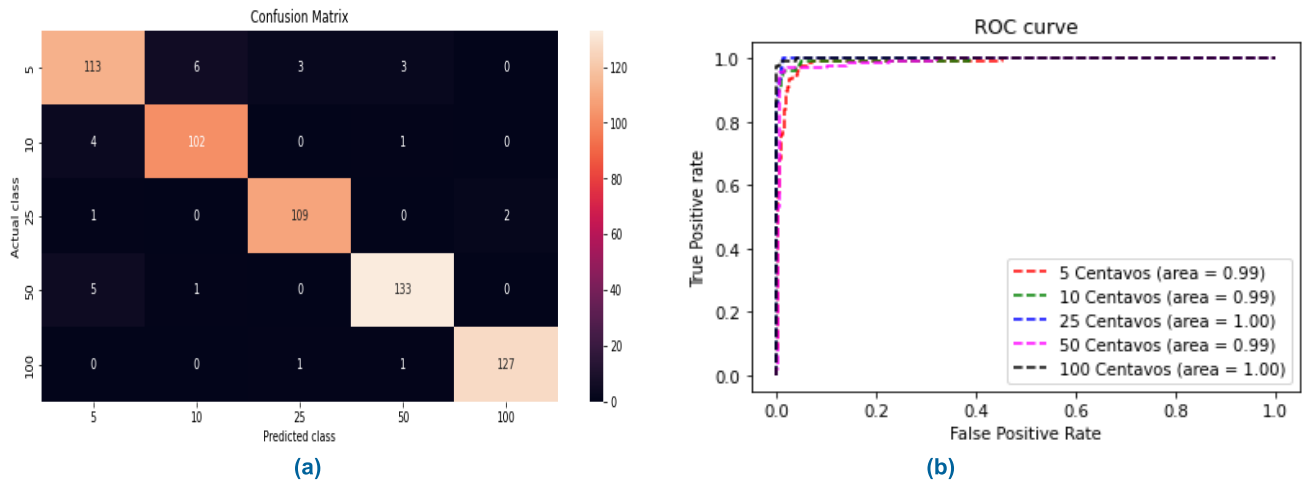 Confusion Matrix
Actual class
5 113 6 3 3 0
10 4 102 0 1 0
25 1 0 109 0 2
50 5 1 0 133 0
100 0 0 1 1 127
5 10 25 50 100
Predicted class
120
100
80
60
40
20
0
(a)
ROC curve
True Positive rate
1.0
0.8
0.6
0.4
0.2
0.0
5 Centavos (area = 0.99)
10 Centavos (area = 0.99)
25 Centavos (area = 1.00)
50 Centavos (area = 0.99)
100 Centavos (area = 1.00)
0.0 0.2 0.4 0.6 0.8 1.0
False Positive Rate
(b)